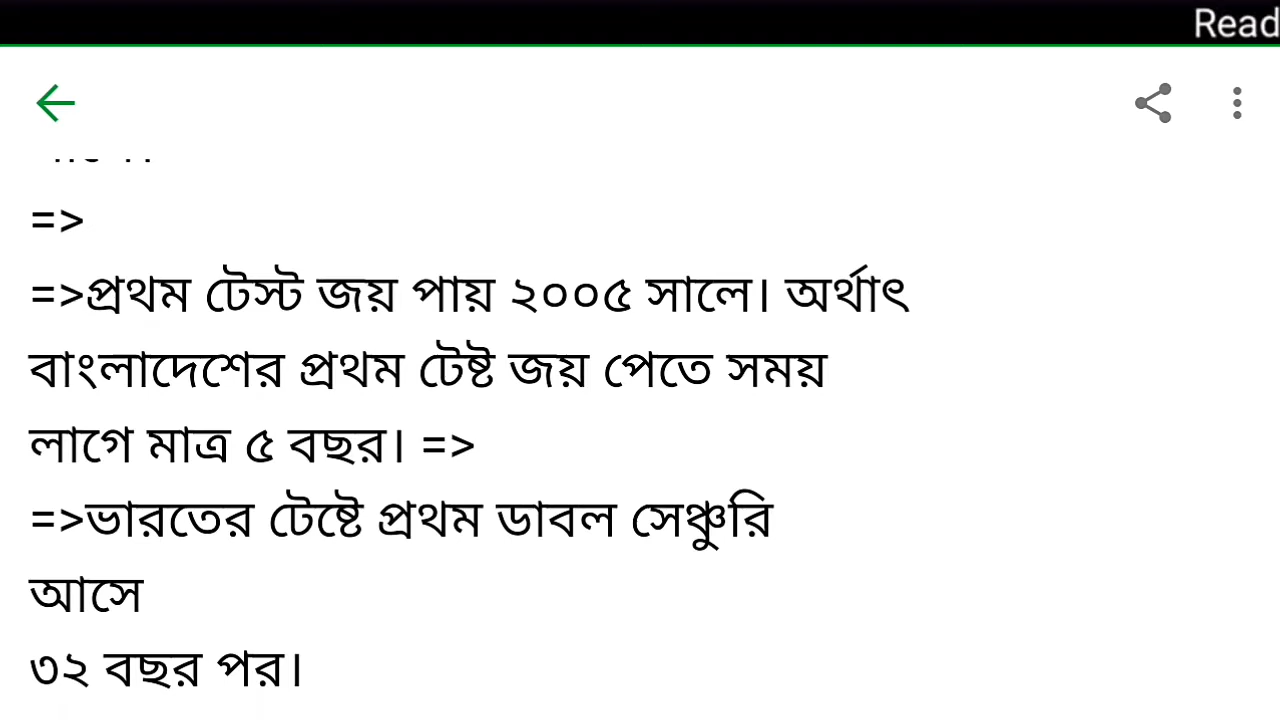 Read
=>
=>প্রথম টেস্ট জয় পায় ২০০৫ সালে। অর্থাৎ
বাংলাদেশের প্রথম টেষ্ট জয় পেতে সময়
লাগে মাত্র ৫ বছর। =>
=>ভারতের টেষ্টে প্রথম ডাবল সেঞ্চুরি
আসে
৩২ বছর পর।